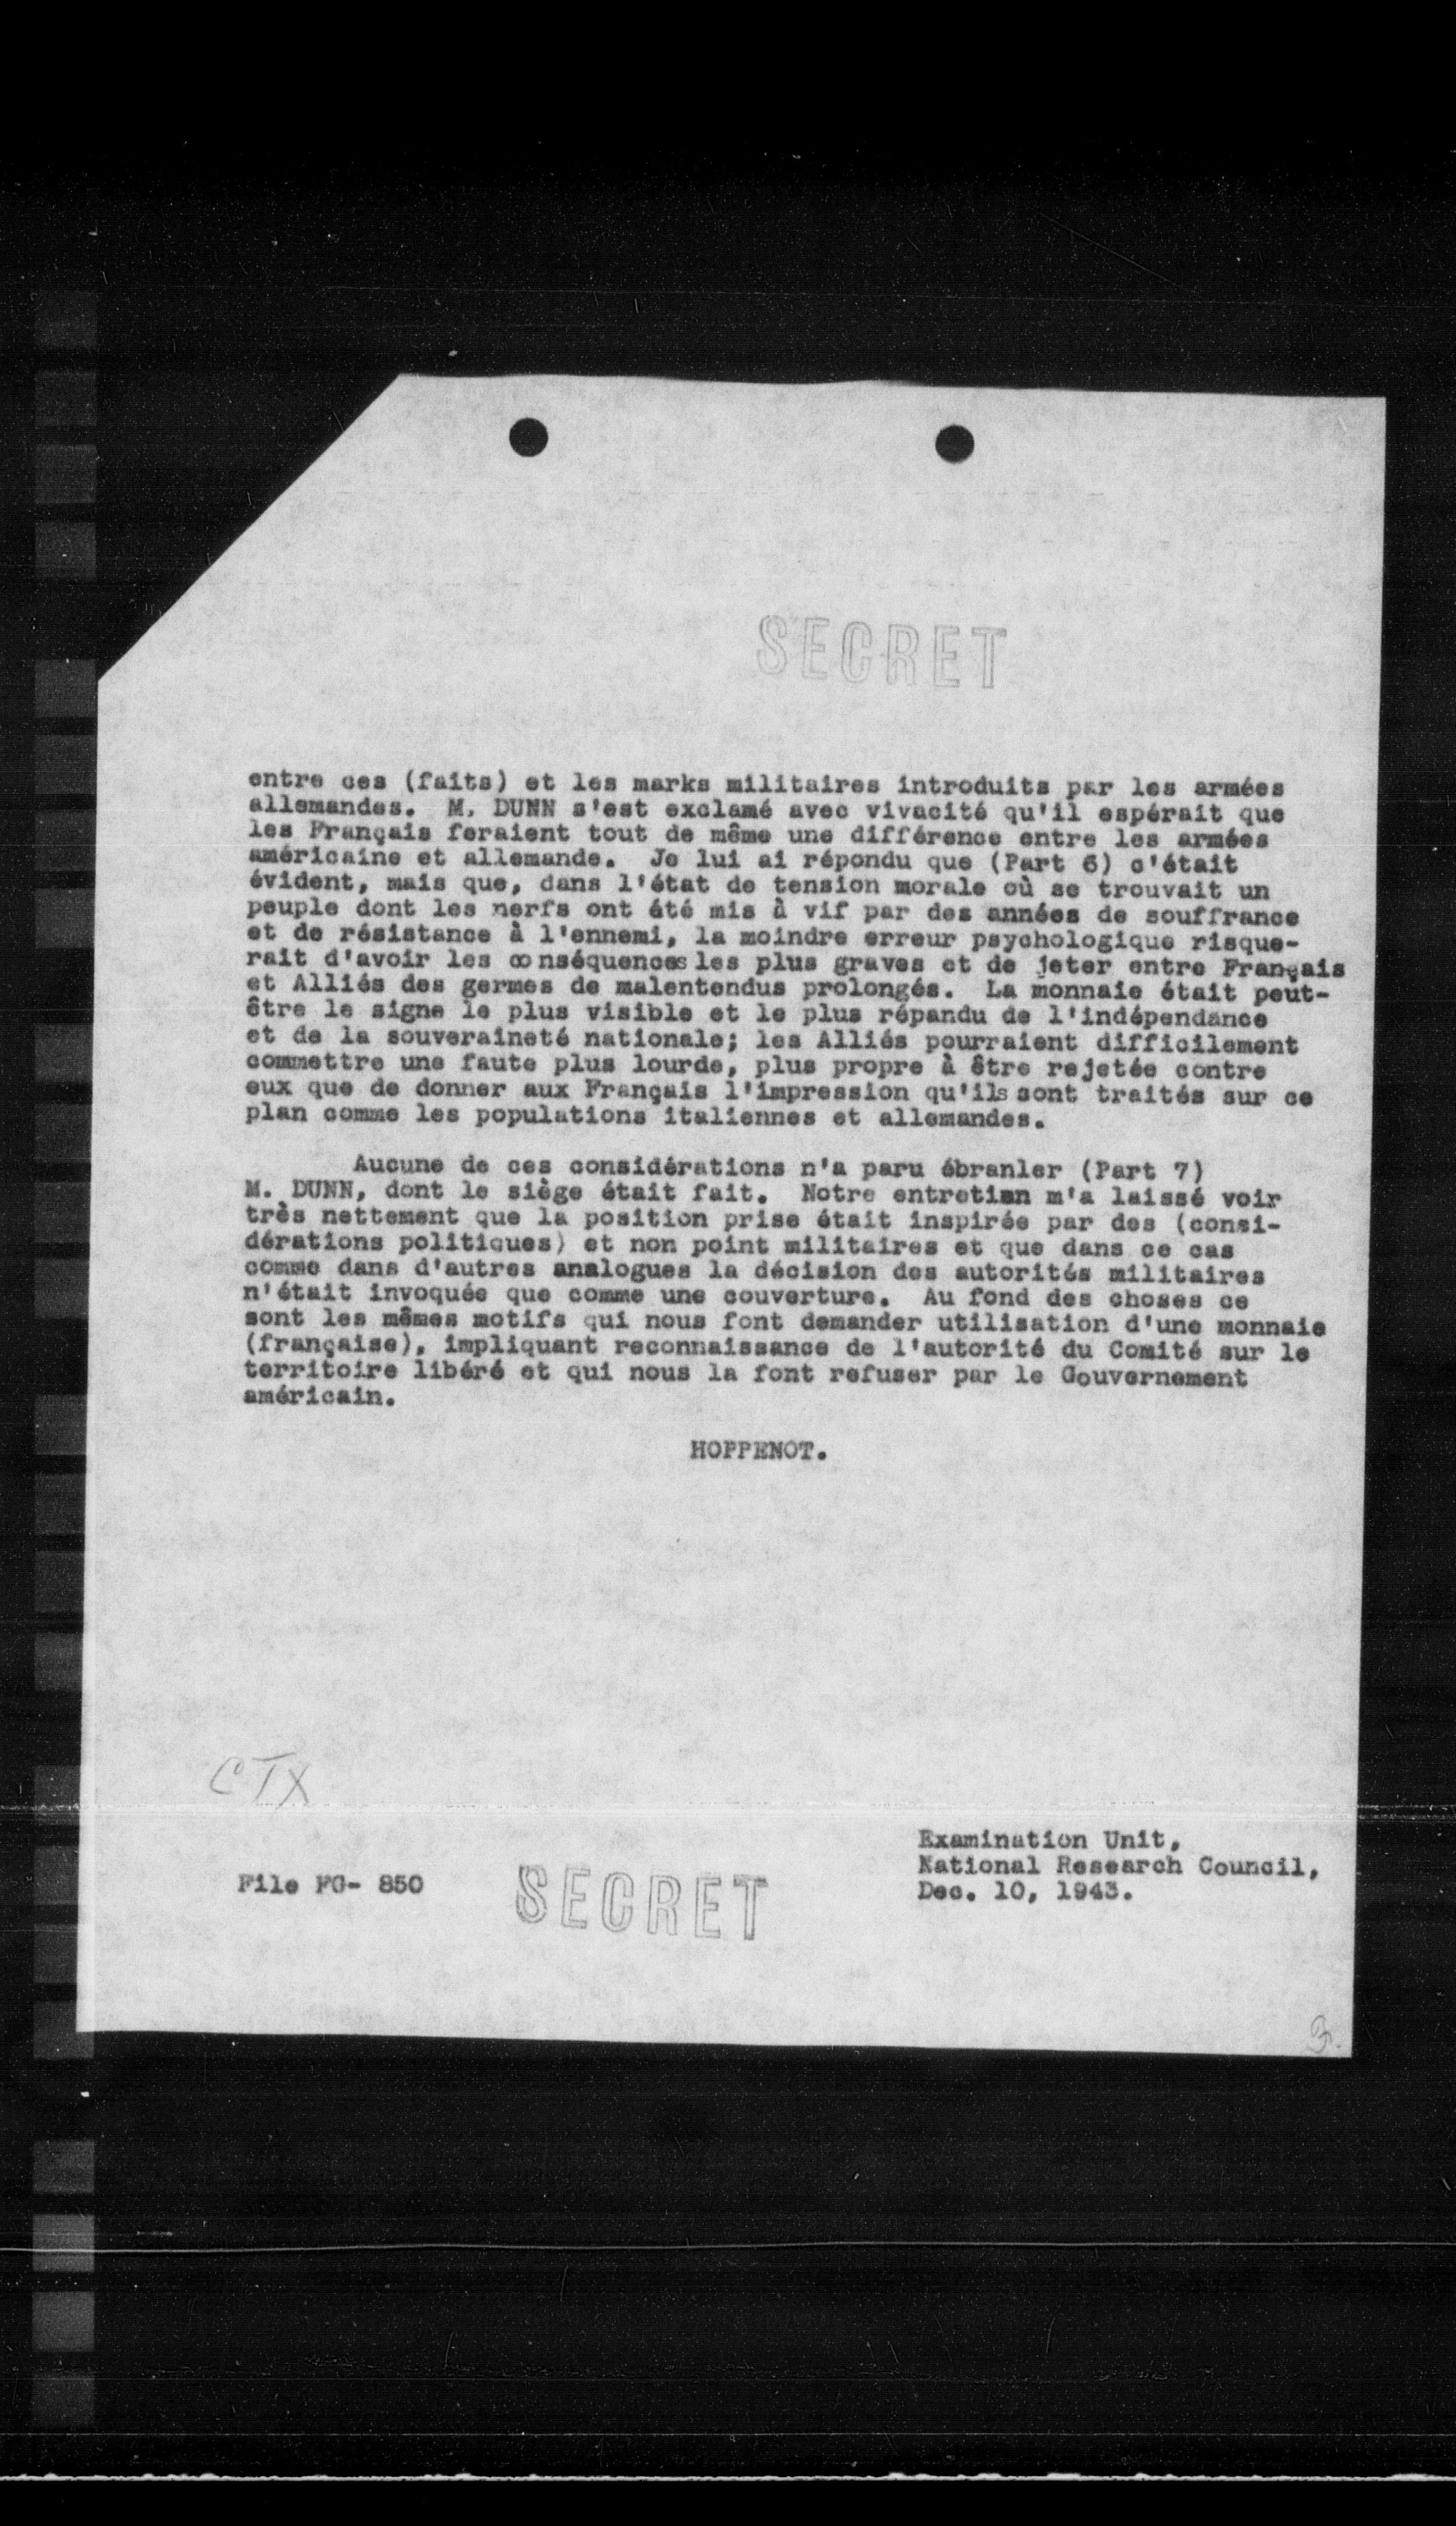 SECRET
entre ces (faits) et les marks militaires introduits par les armées
allemandes. M. DUNN s'est exclamé avec vivacité qu'il espérait que
les Français feraient tout de même une différence entre les armées
américaine et allemande. Je lui ai répondu que (Part 6) c'était
évident, mais que, dans l'état de tension morale où se trouvait un
peuple dont les nerfs ont été mis à vif par des années de souffrance
et de résistance à l'ennemi, la moindre erreur psychologique risque-
rait d'avoir les conséquences les plus graves et de jeter entre Français
et Alliés des germes de malentendus prolongés. La monnaie était peut-
être le signe le plus visible et le plus répandu de l'indépendance
et de la souveraineté nationale; les Alliés pourraient difficilement
commettre une faute plus lourde, plus propre à être rejetée contre
eux que de donner aux Français l'impression qu'ils sont traités sur ce
plan comme les populations italiennes et allemandes.
Aucune de ces considérations n'a paru ébranler (Part 7)
M. DUNN, dont le siège était fait. Notre entretien m'a laissé voir
très nettement que la position prise était inspirée par des (consi-
dérations politiques) et non point militaires et que dans ce cas
comme dans d'autres analogues la décision des autorités militaires
n'était invoquée que comme une couverture. Au fond des choses ce
sont les mêmes motifs qui nous font demander utilisation d'une monnaie
(française), impliquant reconnaissance de l'autorité du Comité sur le
territoire libéré et qui nous la font refuser par le Gouvernement
américain.
HOPPENOT.
CTX
Examination Unit,
National Research Council,
Dec. 10, 1943.
File FG- 850
SECRET
3.